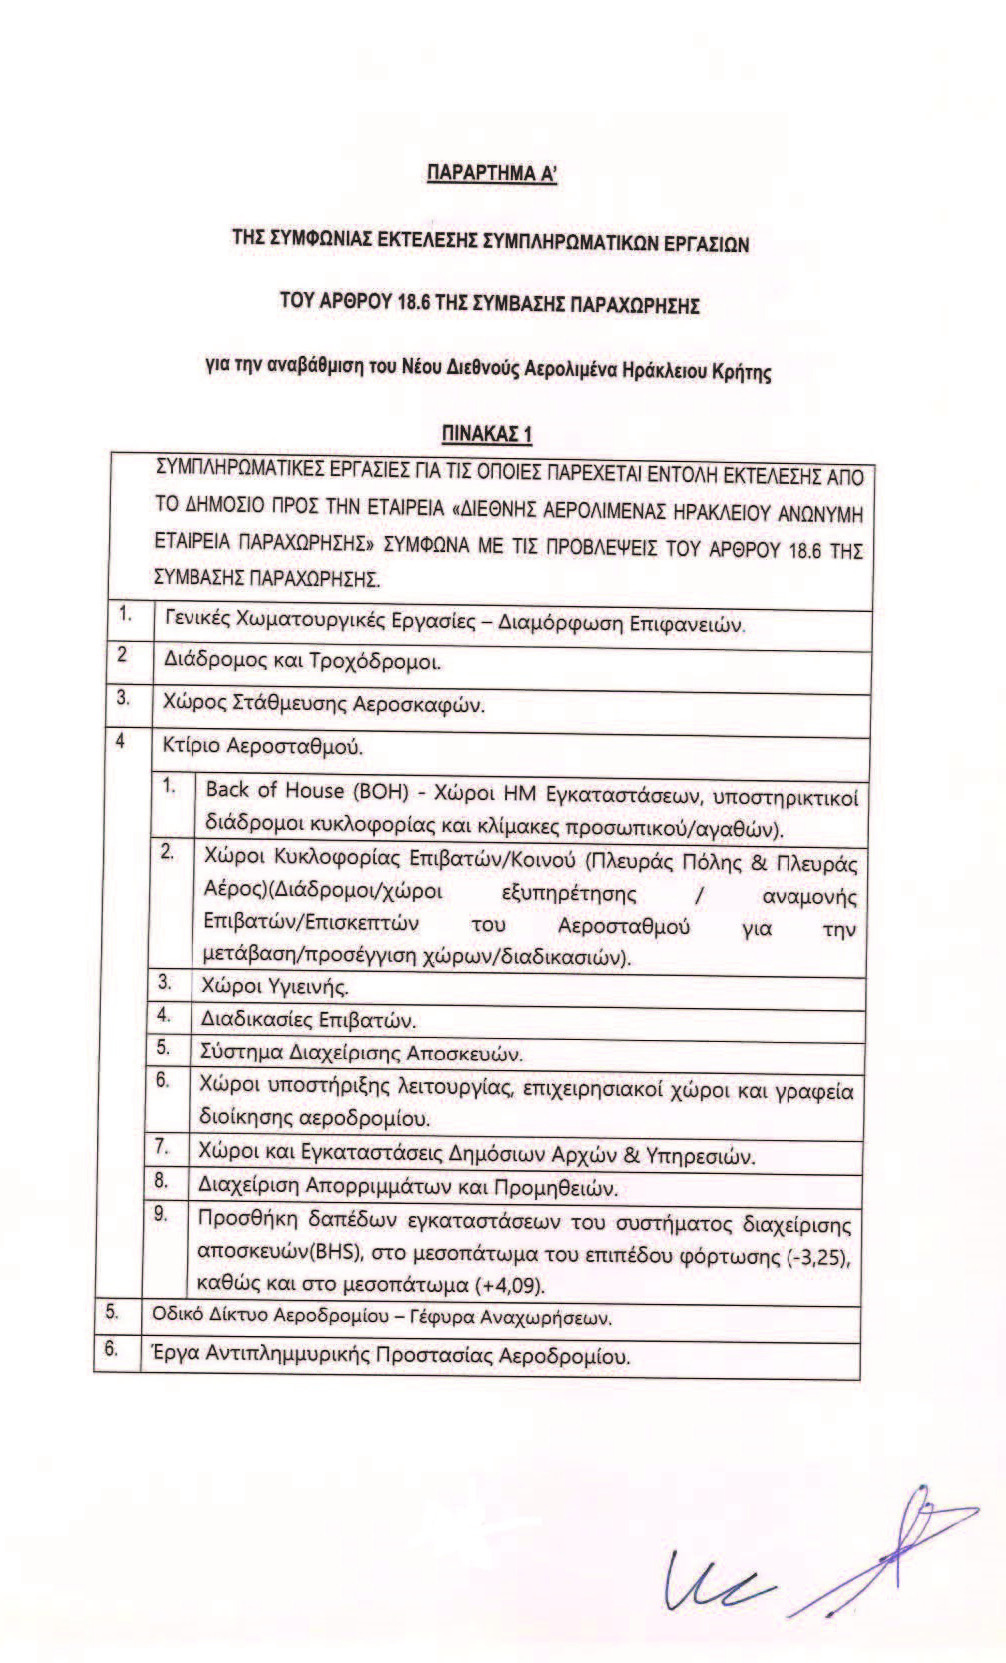 ΠΑΡΑΡΤΗΜΑ Α’
ΤΗΣ ΣΥΜΦΩΝΙΑΣ ΕΚΤΕΛΕΣΗΣ ΣΥΜΠΛΗΡΩΜΑΤΙΚΩΝ ΕΡΓΑΣΙΩΝ
ΤΟΥ ΑΡΘΡΟΥ 18.6 ΤΗΣ ΣΥΜΒΑΣΗΣ ΠΑΡΑΧΩΡΗΣΗΣ
για την αναβάθμιση του Νέου Διεθνούς Αερολιμένα Ηράκλειου Κρήτης
ΠΙΝΑΚΑΣ 1
ΣΥΜΠΛΗΡΩΜΑΤΙΚΕΣ ΕΡΓΑΣΙΕΣ ΓΙΑ ΤΙΣ ΟΠΟΙΕΣ ΠΑΡΕΧΕΤΑΙ ΕΝΤΟΛΗ ΕΚΤΕΛΕΣΗΣ ΑΠΟ
ΤΟ ΔΗΜΟΣΙΟ ΠΡΟΣ ΤΗΝ ΕΤΑΙΡΕΙΑ «ΔΙΕΘΝΗΣ ΑΕΡΟΛΙΜΕΝΑΣ ΗΡΑΚΛΕΙΟΥ ΑΝΩΝΥΜΗ
ΕΤΑΙΡΕΙΑ ΠΑΡΑΧΩΡΗΣΗΣ» ΣΥΜΦΩΝΑ ΜΕ ΤΙΣ ΠΡΟΒΛΕΨΕΙΣ ΤΟΥ ΑΡΘΡΟΥ 18.6 ΤΗΣ
ΣΥΜΒΑΣΗΣ ΠΑΡΑΧΩΡΗΣΗΣ.
1. Γενικές Χωματουργικές Εργασίες – Διαμόρφωση Επιφανειών.
2 Διάδρομος και Τροχόδρομοι.
3. Χώρος Στάθμευσης Αεροσκαφών.
4 Κτίριο Αεροσταθμού.
1. Back of House (BOH) - Χώροι ΗΜ Εγκαταστάσεων, υποστηρικτικοί
διάδρομοι κυκλοφορίας και κλίμακες προσωπικού/αγαθών).
2. Χώροι Κυκλοφορίας Επιβατών/Κοινού (Πλευράς Πόλης & Πλευράς
Αέρος)(Διάδρομοι/χώροι εξυπηρέτησης / αναμονής
Επιβατών/Επισκεπτών του Αεροσταθμού για την
μετάβαση/προσέγγιση χώρων/διαδικασιών).
3. Χώροι Υγιεινής.
4. Διαδικασίες Επιβατών.
5. Σύστημα Διαχείρισης Αποσκευών.
6. Χώροι υποστήριξης λειτουργίας, επιχειρησιακοί χώροι και γραφεία
διοίκησης αεροδρομίου.
7. Χώροι και Εγκαταστάσεις Δημόσιων Αρχών & Υπηρεσιών.
8. Διαχείριση Απορριμμάτων και Προμηθειών.
9. Προσθήκη δαπέδων εγκαταστάσεων του συστήματος διαχείρισης
αποσκευών(BHS), στο μεσοπάτωμα του επιπέδου φόρτωσης (-3,25),
καθώς και στο μεσοπάτωμα (+4,09).
5. Οδικό Δίκτυο Αεροδρομίου – Γέφυρα Αναχωρήσεων.
6. Έργα Αντιπλημμυρικής Προστασίας Αεροδρομίου.